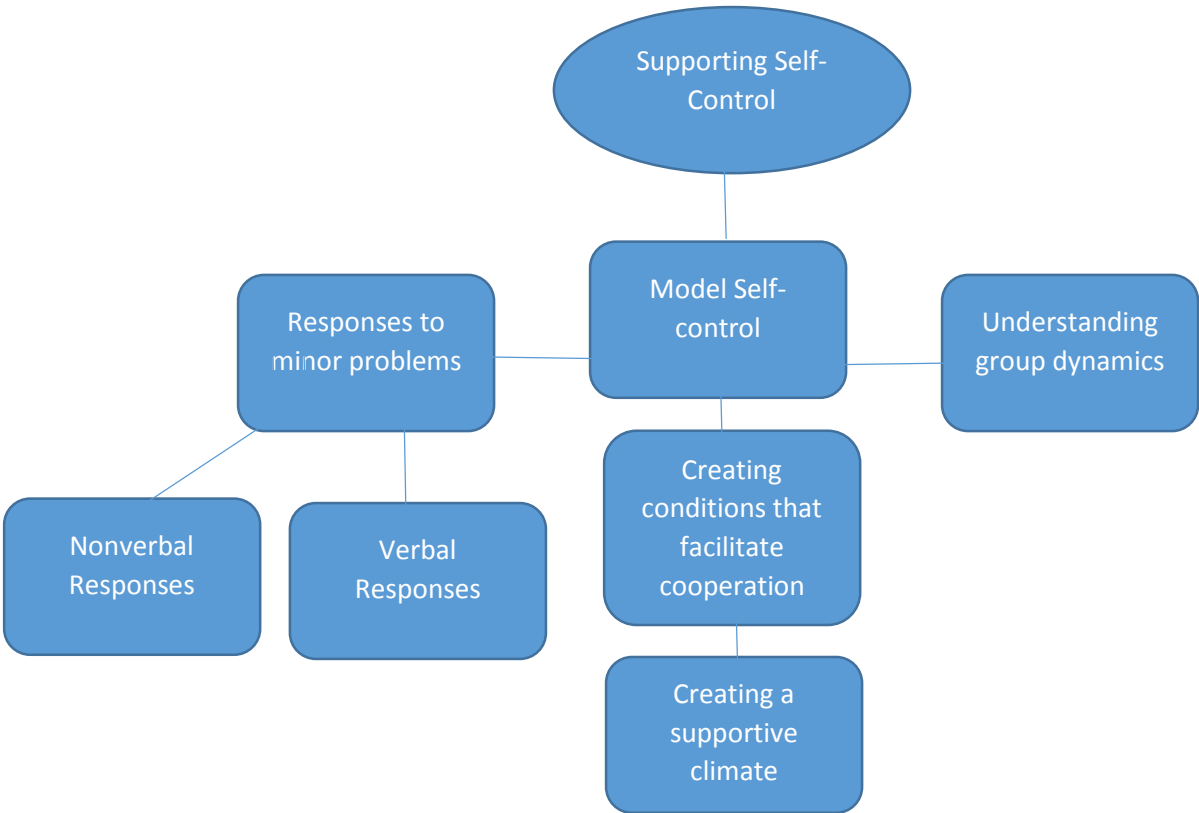 Supporting Self-
Control
Model Self-
control
Responses to
minor problems
Understanding
group dynamics
Nonverbal
Responses
Verbal
Responses
Creating
conditions that
facilitate
cooperation
Creating a
supportive
climate